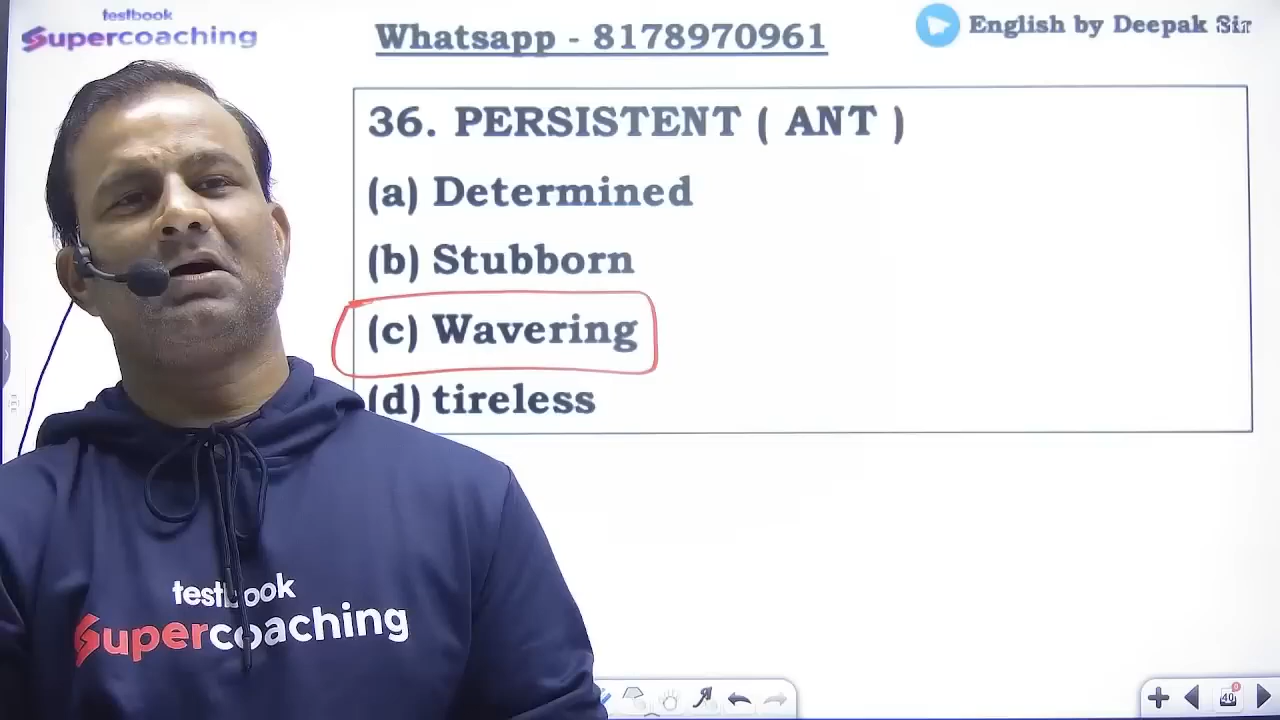 testbook
Supercoaching
Whatsapp - 8178970961
English by Deepak Sir
36. PERSISTENT ( ANT )
(a) Determined
(b) Stubborn
(c) Wavering
(d) tireless
testbook
Supercoaching